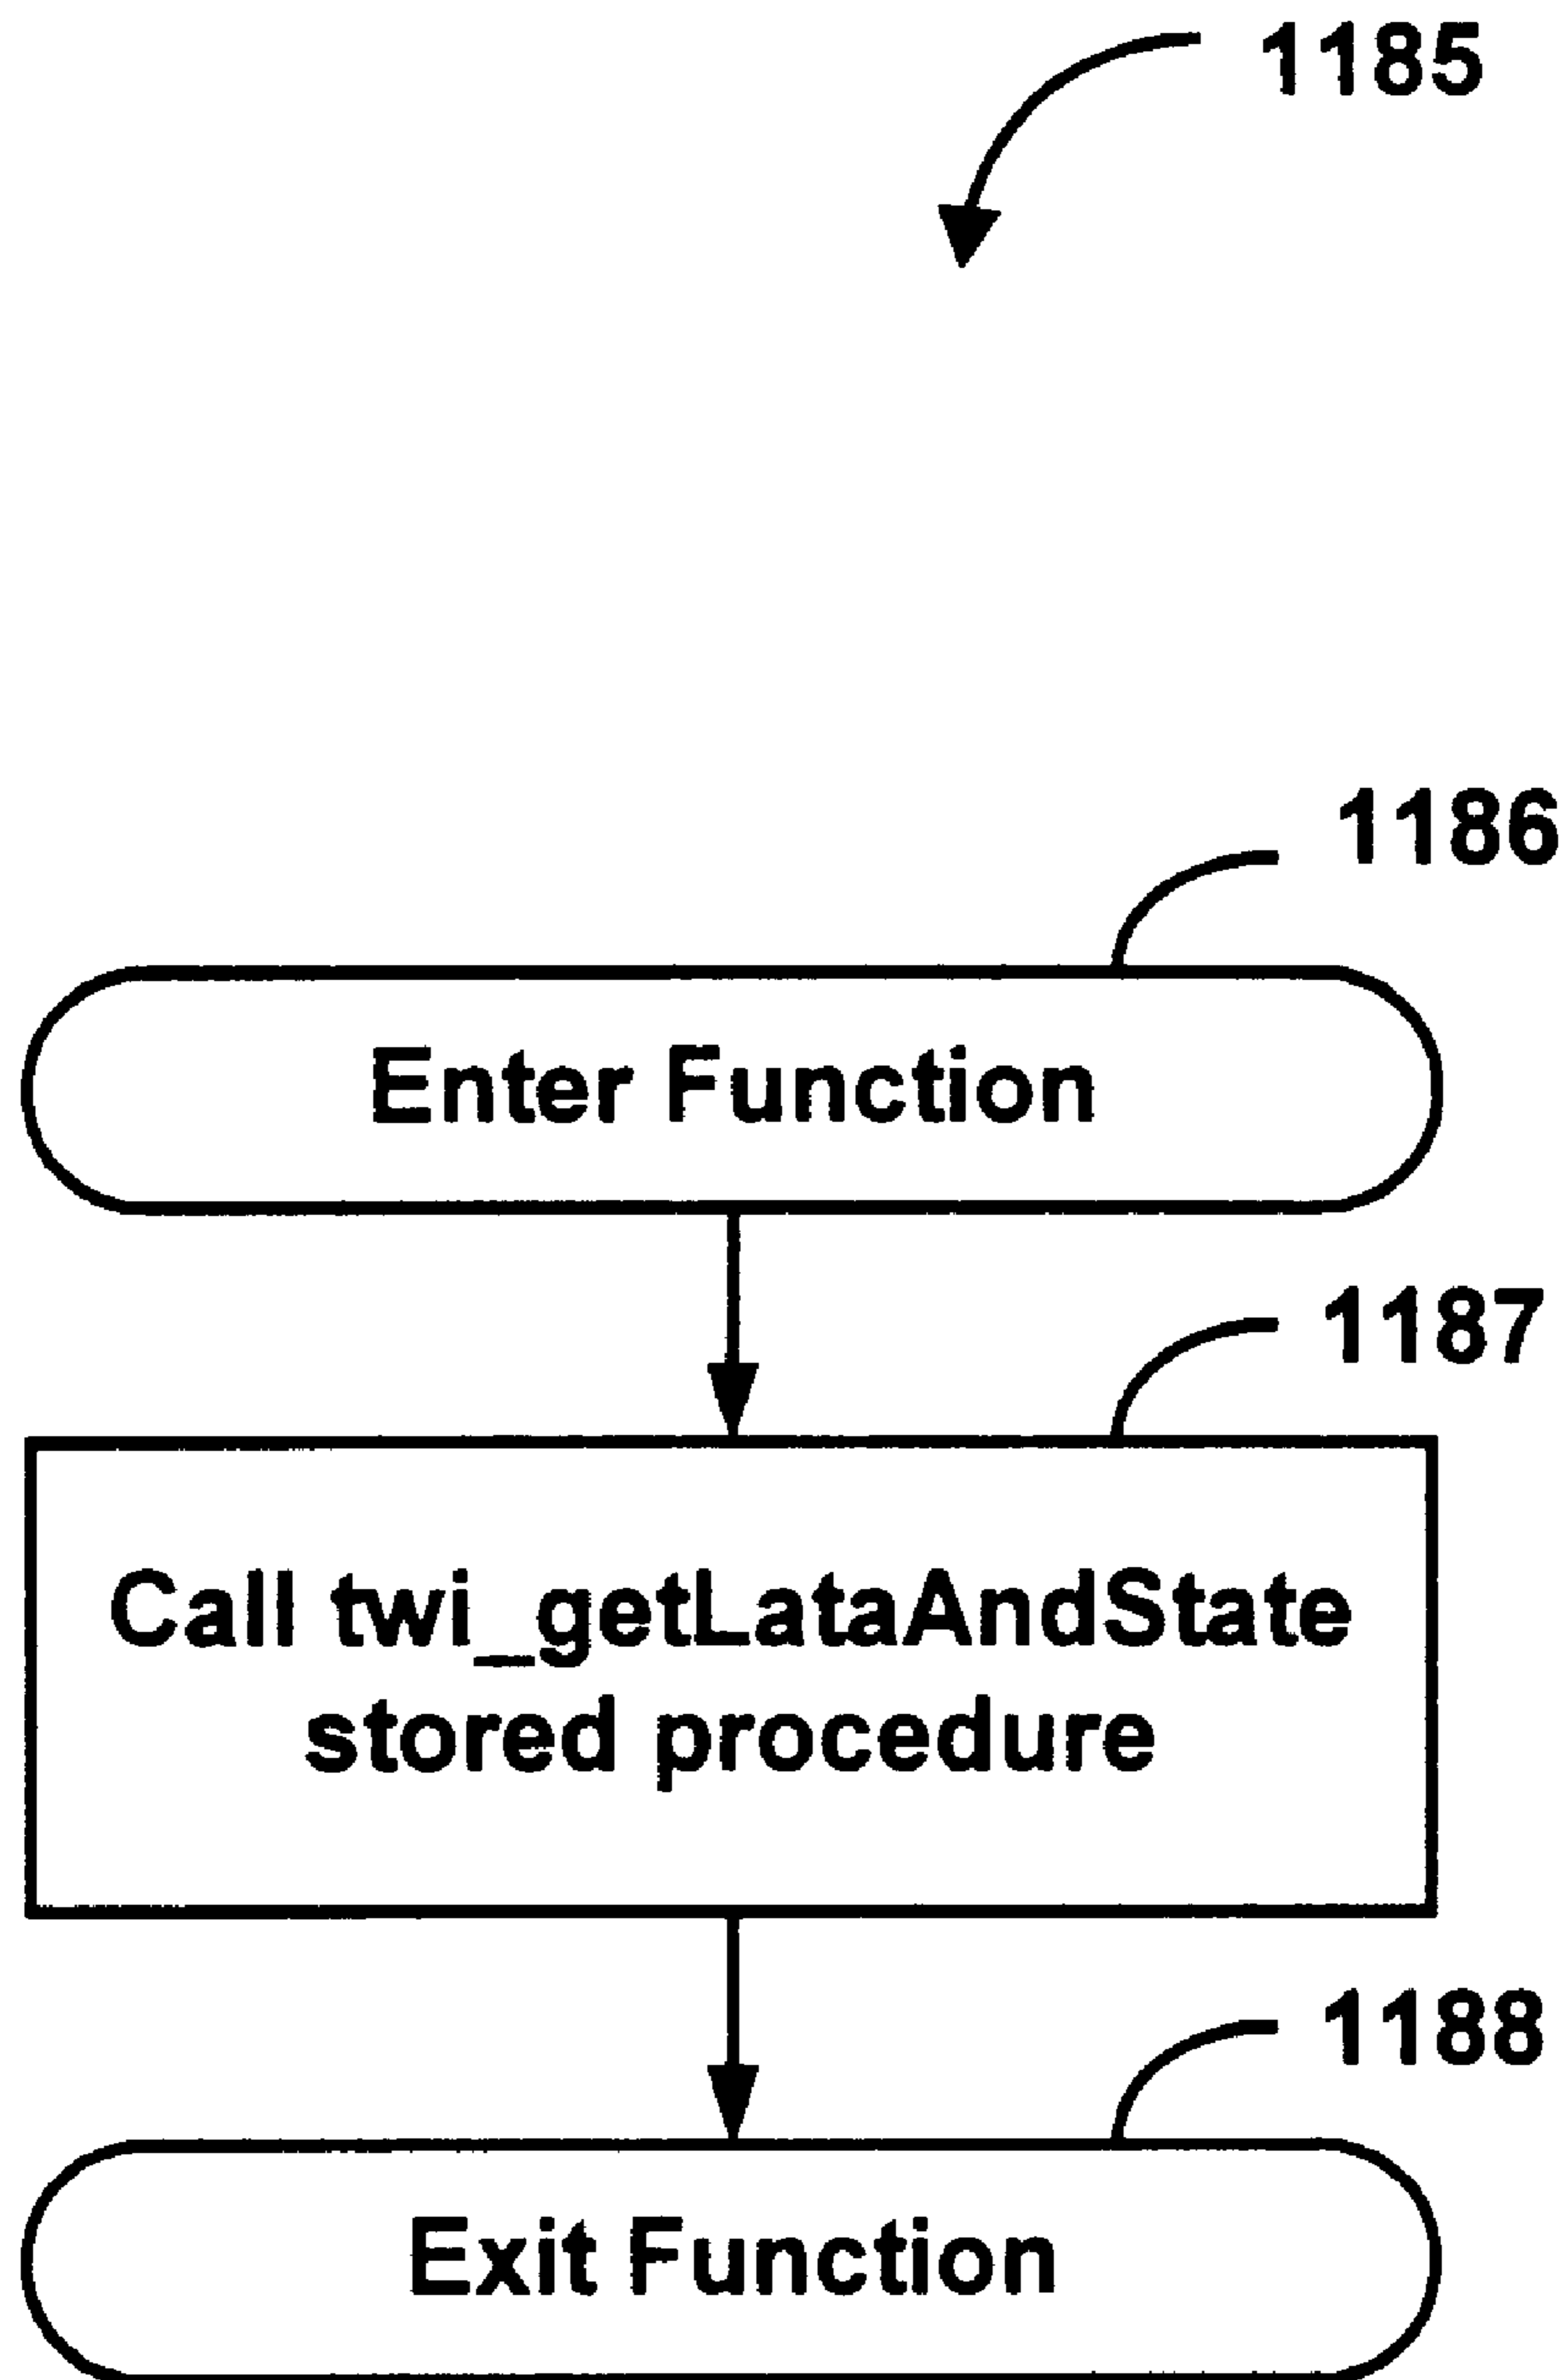 1185
1186
Enter Function
1187
Call twi_getLataAndState
stored procedure
1188
Exit Function